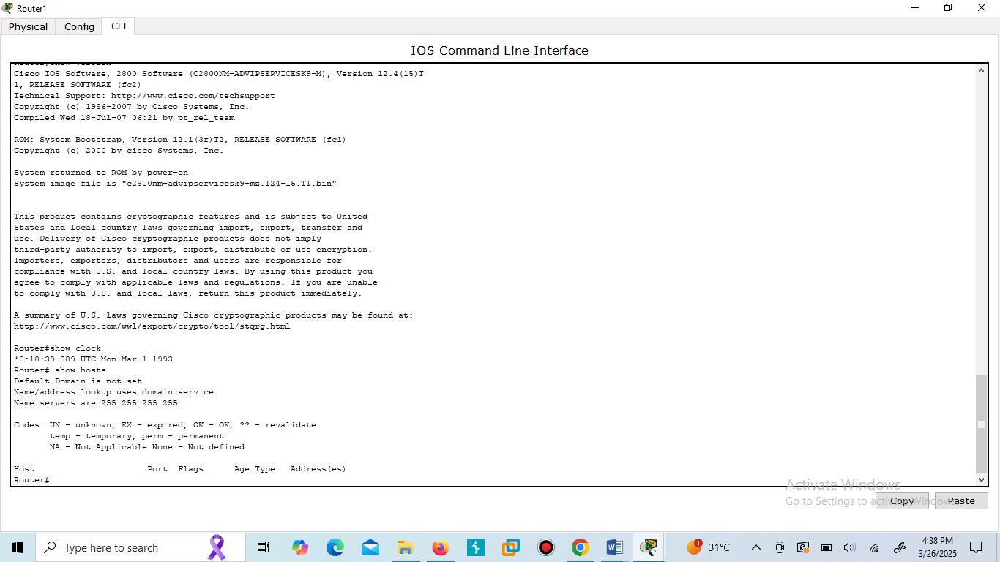 Router1
Physical Config CLI
IOS Command Line Interface
Router#show version
Cisco IOS Software, 2800 Software (C2800NM-ADVIPSERVICESK9-M), Version 12.4(15)T
1, RELEASE SOFTWARE (fc2)
Technical Support: http://www.cisco.com/techsupport
Copyright (c) 1986-2007 by Cisco Systems, Inc.
Compiled Wed 18-Jul-07 06:21 by pt_rel_team
ROM: System Bootstrap, Version 12.1(3r)T2, RELEASE SOFTWARE (fc1)
Copyright (c) 2000 by cisco Systems, Inc.
System returned to ROM by power-on
System image file is "c2800nm-advipservicesk9-mz.124-15.T1.bin"
This product contains cryptographic features and is subject to United
States and local country laws governing import, export, transfer and
use. Delivery of Cisco cryptographic products does not imply
third-party authority to import, export, distribute or use encryption.
Importers, exporters, distributors and users are responsible for
compliance with U.S. and local country laws. By using this product you
agree to comply with applicable laws and regulations. If you are unable
to comply with U.S. and local laws, return this product immediately.
A summary of U.S. laws governing Cisco cryptographic products may be found at:
http://www.cisco.com/wwl/export/crypto/tool/stqrg.html
Router#show clock
*0:18:39.889 UTC Mon Mar 1 1993
Router# show hosts
Default Domain is not set
Name/address lookup uses domain service
Name servers are 255.255.255.255
Codes: UN - unknown, EX - expired, OK - OK, ?? - revalidate
temp - temporary, perm - permanent
NA - Not Applicable None - Not defined
Host Port Flags Age Type Address(es)
Router#
Activate Windows
Go to Settings to activate Windows.
Copy Paste
Type here to search
1
31°C
4:38 PM
3/26/2025